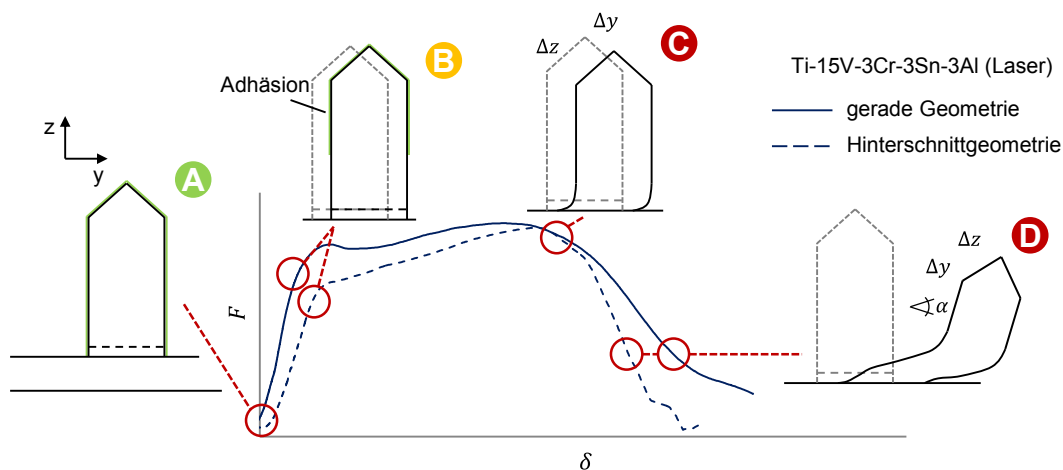 Δy
Δz
B
C
Ti-15V-3Cr-3Sn-3Al (Laser)
Adhäsion
gerade Geometrie
z
Hinterschnittgeometrie
y
A
Δz
D
Δy
α
F
δ